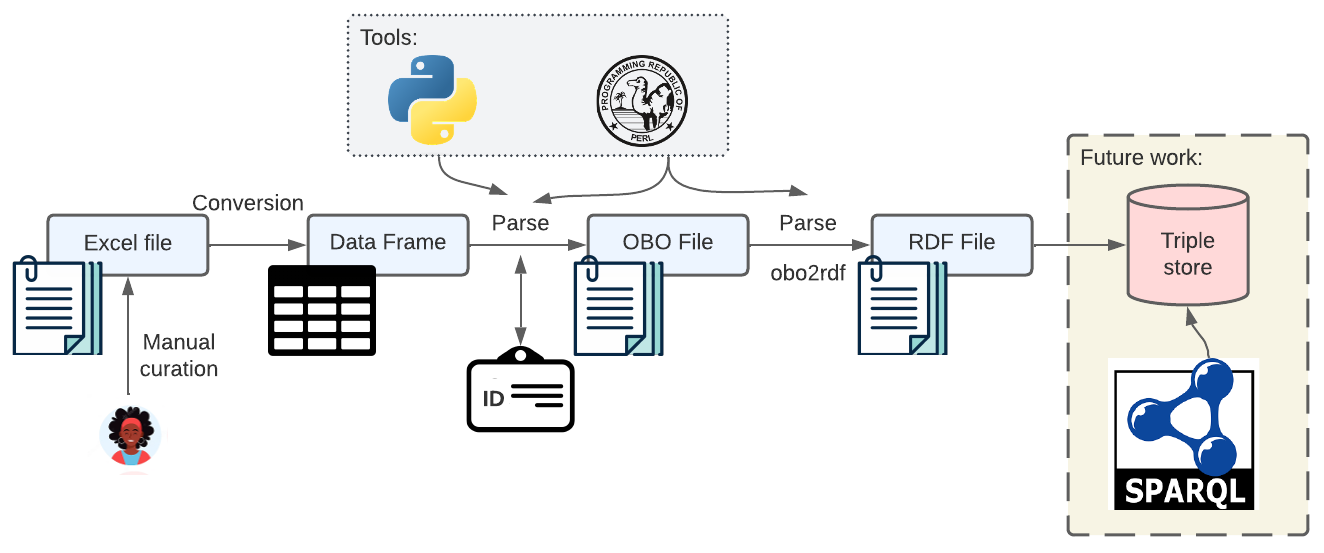 Tools:
PROGRAMMING REPUBLIC OF
PERL
Future work:
Conversion
Excel file
Data Frame
Parse
OBO File
Parse
obo2rdf
RDF File
Triple
store
Manual
curation
ID
SPARQL